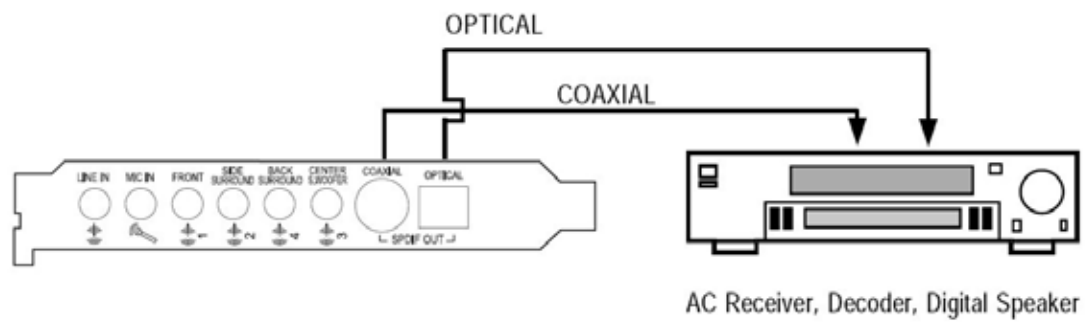 OPTICAL
COAXIAL
LINE IN MIC IN FRONT SIDE SURROUND BACK SURROUND CENTER SUWOOFER COAXIAL OPTICAL
1 2 4 3 SPDIF OUT
AC Receiver, Decoder, Digital Speaker